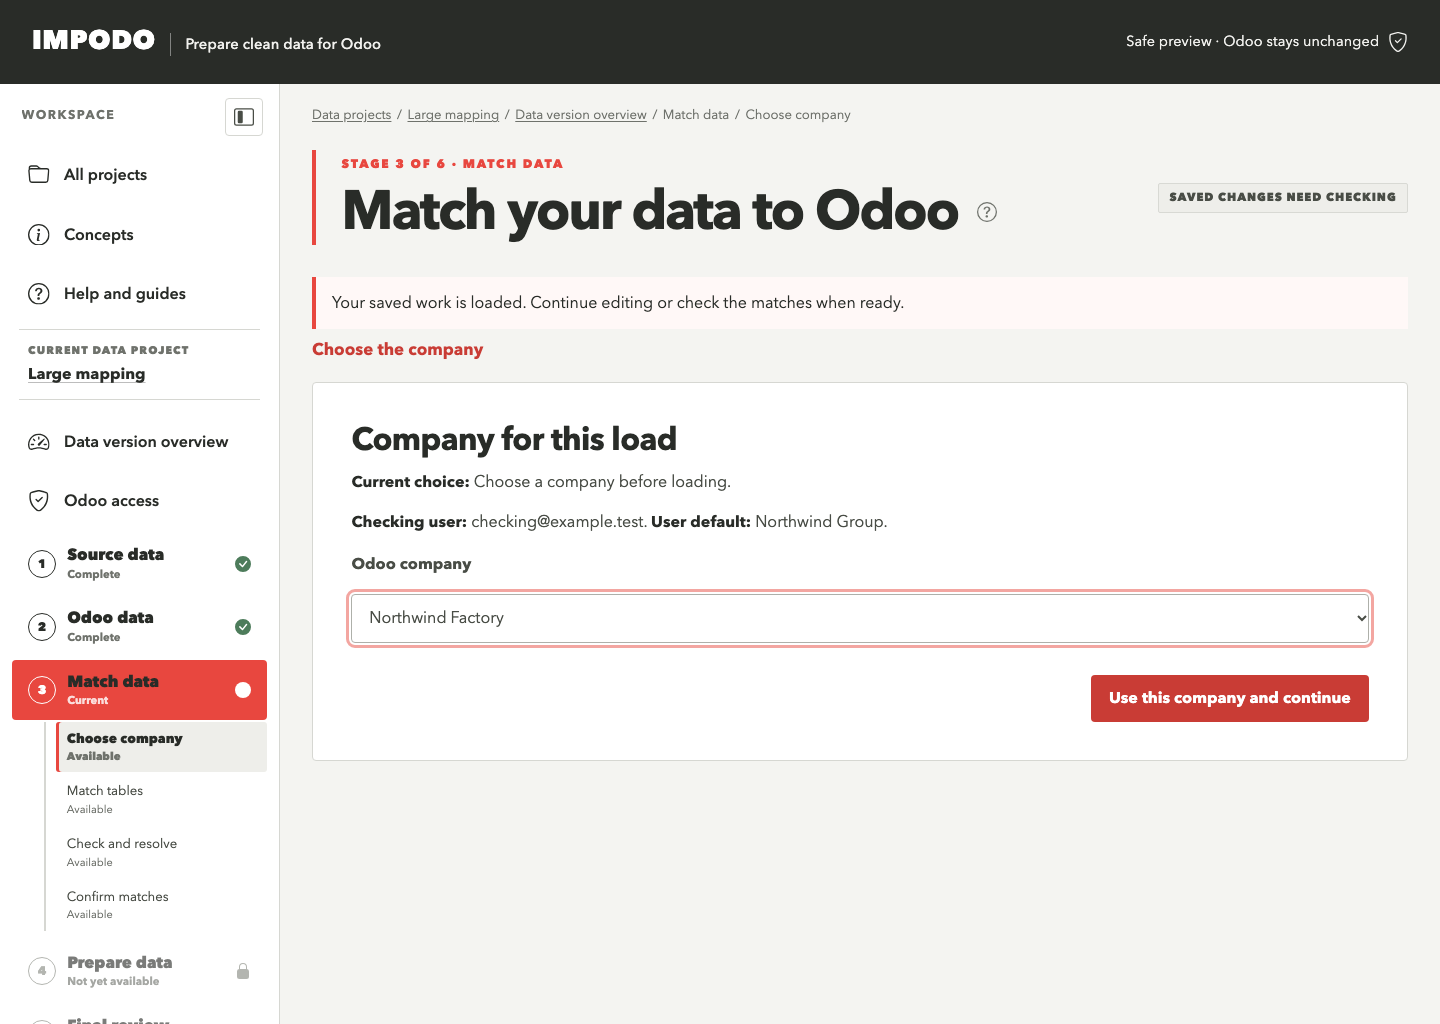 IMPODO
Prepare clean data for Odoo
Safe preview · Odoo stays unchanged
WORKSPACE
All projects
Concepts
Help and guides
CURRENT DATA PROJECT
Large mapping
Data version overview
Odoo access
1
Source data
Complete
2
Odoo data
Complete
3
Match data
Current
Choose company
Available
Match tables
Available
Check and resolve
Available
Confirm matches
Available
4
Prepare data
Not yet available
Final review
Data projects / Large mapping / Data version overview / Match data / Choose company
STAGE 3 OF 6 · MATCH DATA
Match your data to Odoo
SAVED CHANGES NEED CHECKING
Your saved work is loaded. Continue editing or check the matches when ready.
Choose the company
Company for this load
Current choice: Choose a company before loading.
Checking user: checking@example.test. User default: Northwind Group.
Odoo company
Northwind Factory
Use this company and continue